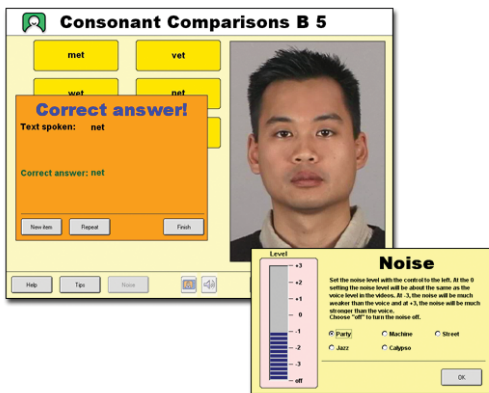 Consonant Comparisons B 5
met
vet
wet
net
Correct answer!
Text spoken: net
Correct answer: net
New item
Repeat
Finish
Help
Tips
Noise
Level
+3
+2
+1
0
-1
-2
-3
off
Noise
Set the noise level with the control to the left. At the 0
setting the noise level will be about the same as the
voice level in the videos. At -3, the noise will be much
weaker than the voice and at +3, the noise will be much
stronger than the voice.
Choose "off" to turn the noise off.
Party
Machine
Street
Jazz
Calypso
OK